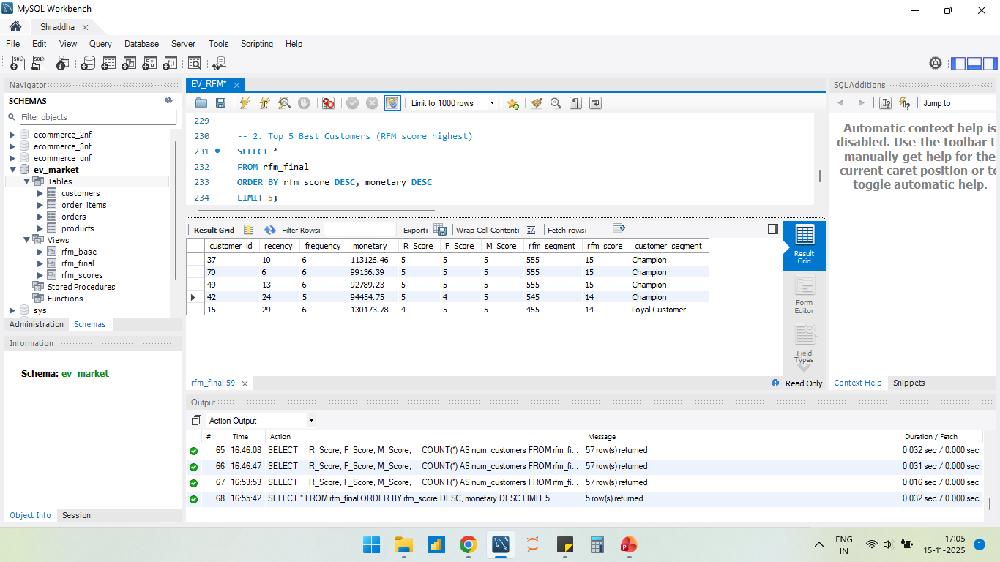 MySQL Workbench
Shraddha
File Edit View Query Database Server Tools Scripting Help
Navigator
SCHEMAS
Filter objects
ecommerce_2nf
ecommerce_3nf
ecommerce_unf
ev_market
Tables
customers
order_items
orders
products
Views
rfm_base
rfm_final
rfm_scores
Stored Procedures
Functions
sys
Administration Schemas
Information
Schema: ev_market
Object Info Session
EV_RFM*
Limit to 1000 rows
229
230 -- 2. Top 5 Best Customers (RFM score highest)
231 SELECT *
232 FROM rfm_final
233 ORDER BY rfm_score DESC, monetary DESC
234 LIMIT 5;
Result Grid Filter Rows: Export: Wrap Cell Content: Fetch rows:
customer_id recency frequency monetary R_Score F_Score M_Score rfm_segment rfm_score customer_segment
37 10 6 113126.46 5 5 5 555 15 Champion
70 6 6 99136.39 5 5 5 555 15 Champion
49 13 6 92789.23 5 5 5 555 15 Champion
42 24 5 94454.75 5 4 5 545 14 Champion
15 29 6 130173.78 4 5 5 455 14 Loyal Customer
Result
Grid
Form
Editor
Field
Types
rfm_final 59
Read Only
Output
Action Output
# Time Action Message Duration / Fetch
65 16:46:08 SELECT R_Score, F_Score, M_Score, COUNT(*) AS num_customers FROM rfm_fi... 57 row(s) returned 0.032 sec / 0.000 sec
66 16:46:47 SELECT R_Score, F_Score, M_Score, COUNT(*) AS num_customers FROM rfm_fi... 57 row(s) returned 0.031 sec / 0.000 sec
67 16:53:53 SELECT R_Score, F_Score, M_Score, COUNT(*) AS num_customers FROM rfm_fi... 57 row(s) returned 0.016 sec / 0.000 sec
68 16:55:42 SELECT * FROM rfm_final ORDER BY rfm_score DESC, monetary DESC LIMIT 5 5 row(s) returned 0.032 sec / 0.000 sec
SQLAdditions
Jump to
Automatic context help is
disabled. Use the toolbar t
manually get help for the
current caret position or to
toggle automatic help.
Context Help Snippets
ENG
IN
17:05
15-11-2025
1